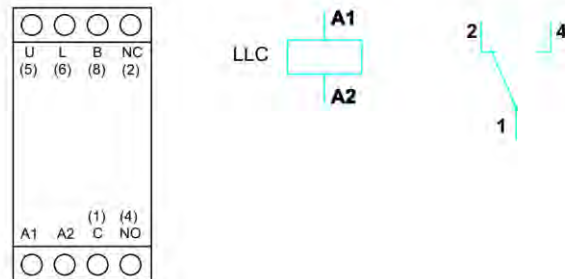 U L B NC
(5) (6) (8) (2)
(1) (4)
A1 A2 C NO
LLC
A1
A2
2 4
1